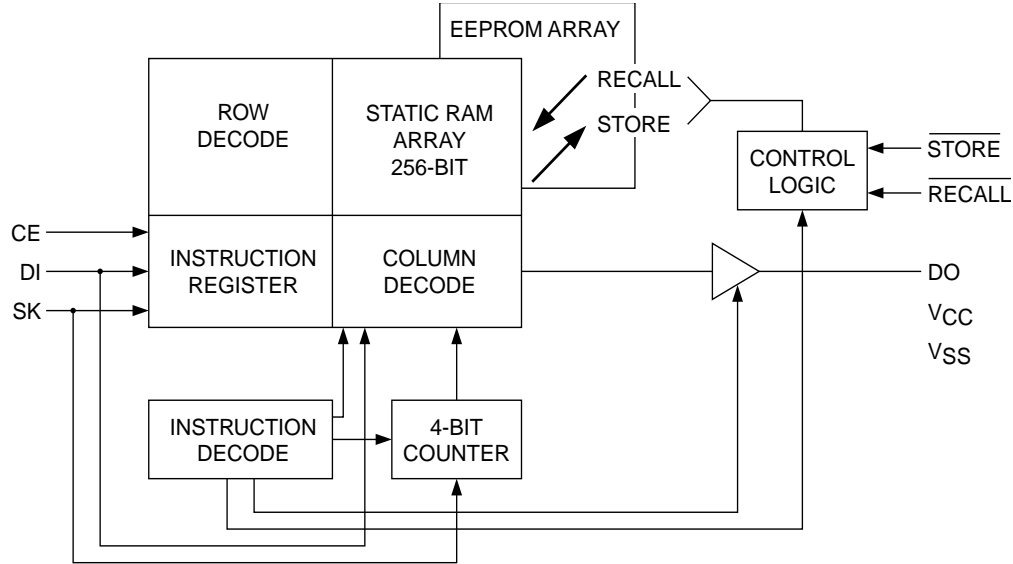 EEPROM ARRAY
ROW
DECODE
STATIC RAM
ARRAY
256-BIT
RECALL
STORE
CONTROL
LOGIC
STORE
RECALL
CE
DI
SK
INSTRUCTION
REGISTER
COLUMN
DECODE
DO
VCC
VSS
INSTRUCTION
DECODE
4-BIT
COUNTER